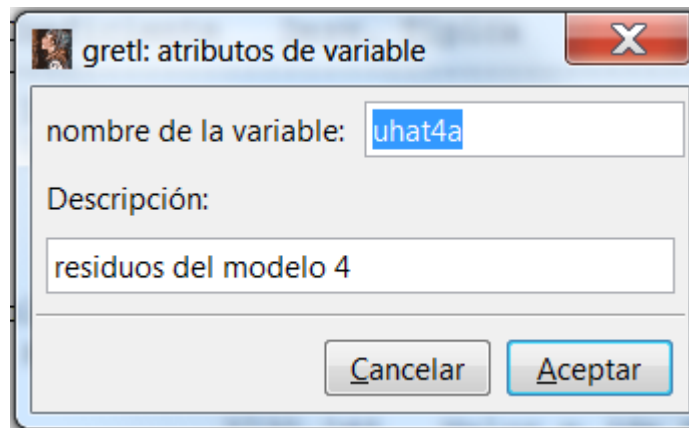 gretl: atributos de variable
nombre de la variable: uhat4a
Descripción:
residuos del modelo 4
Cancelar Aceptar